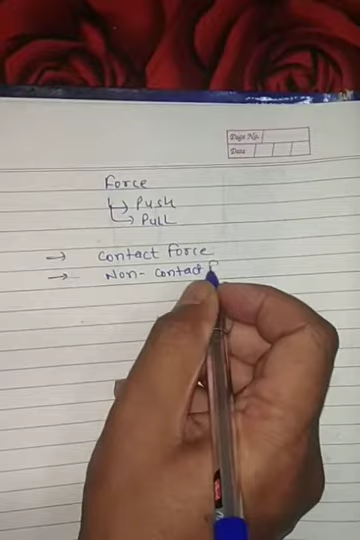 Page No.
Date
Force
→ Push
→ Pull
→ Contact Force
→ Non-Contact F